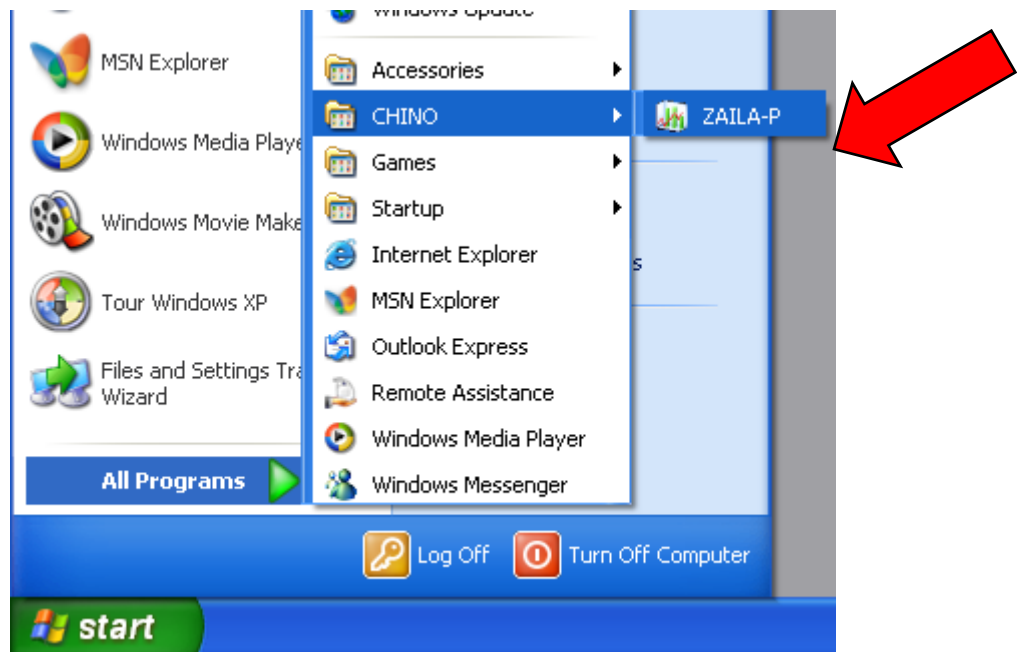 MSN Explorer
Windows Media Playe
Windows Movie Make
Tour Windows XP
Files and Settings Tra
Wizard
All Programs
Windows Update
Accessories
CHINO
Games
Startup
Internet Explorer
MSN Explorer
Outlook Express
Remote Assistance
Windows Media Player
Windows Messenger
ZAILA-P
s
Log Off
Turn Off Computer
start